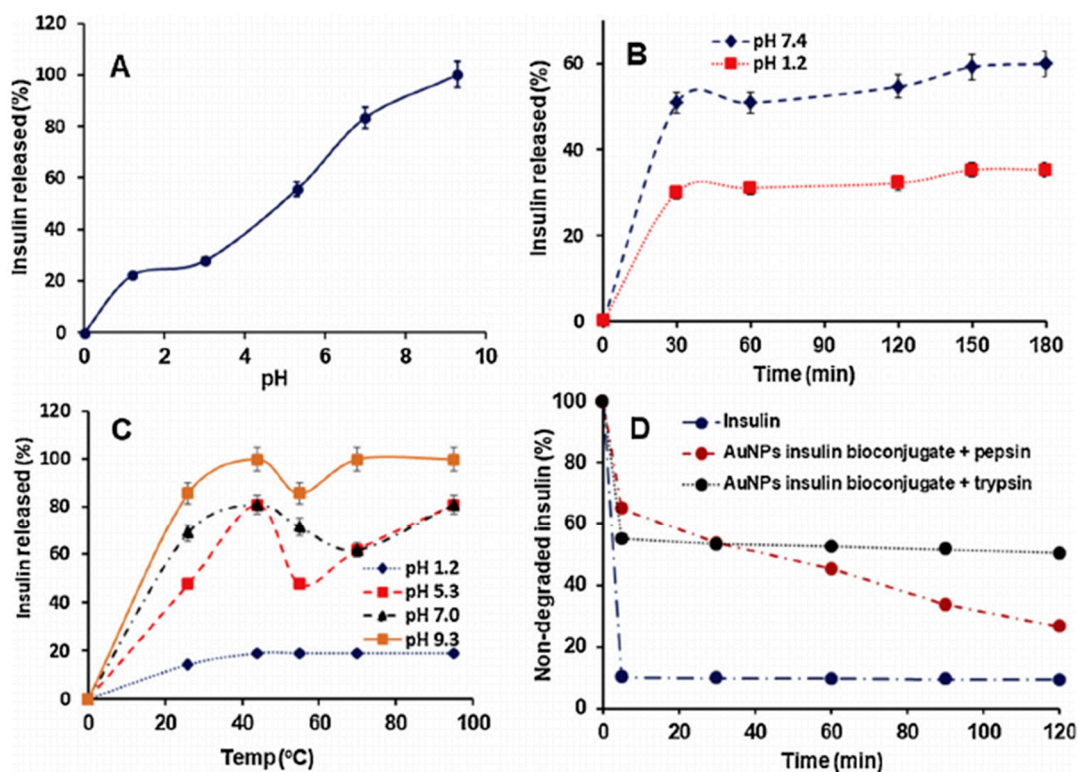 A
Insulin released (%)
120
100
80
60
40
20
0
0 2 4 6 8 10
pH
B
pH 7.4
pH 1.2
Insulin released (%)
60
40
20
0
0 30 60 90 120 150 180
Time (min)
C
Insulin released (%)
120
100
80
60
40
20
0
pH 1.2
pH 5.3
pH 7.0
pH 9.3
0 20 40 60 80 100
Temp (°C)
D
Insulin
AuNPs insulin bioconjugate + pepsin
AuNPs insulin bioconjugate + trypsin
Non-degraded insulin (%)
100
80
60
40
20
0
0 20 40 60 80 100 120
Time (min)